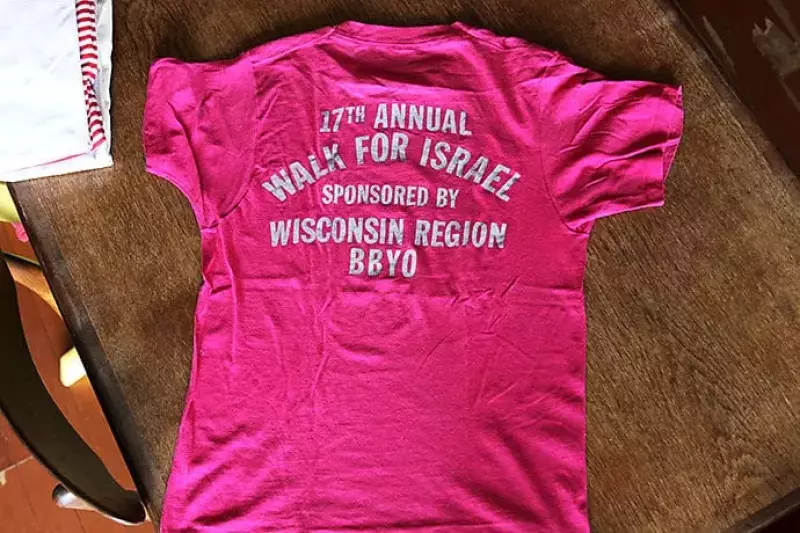 17TH ANNUAL
WALK FOR ISRAEL
SPONSORED BY
WISCONSIN REGION
BBYO